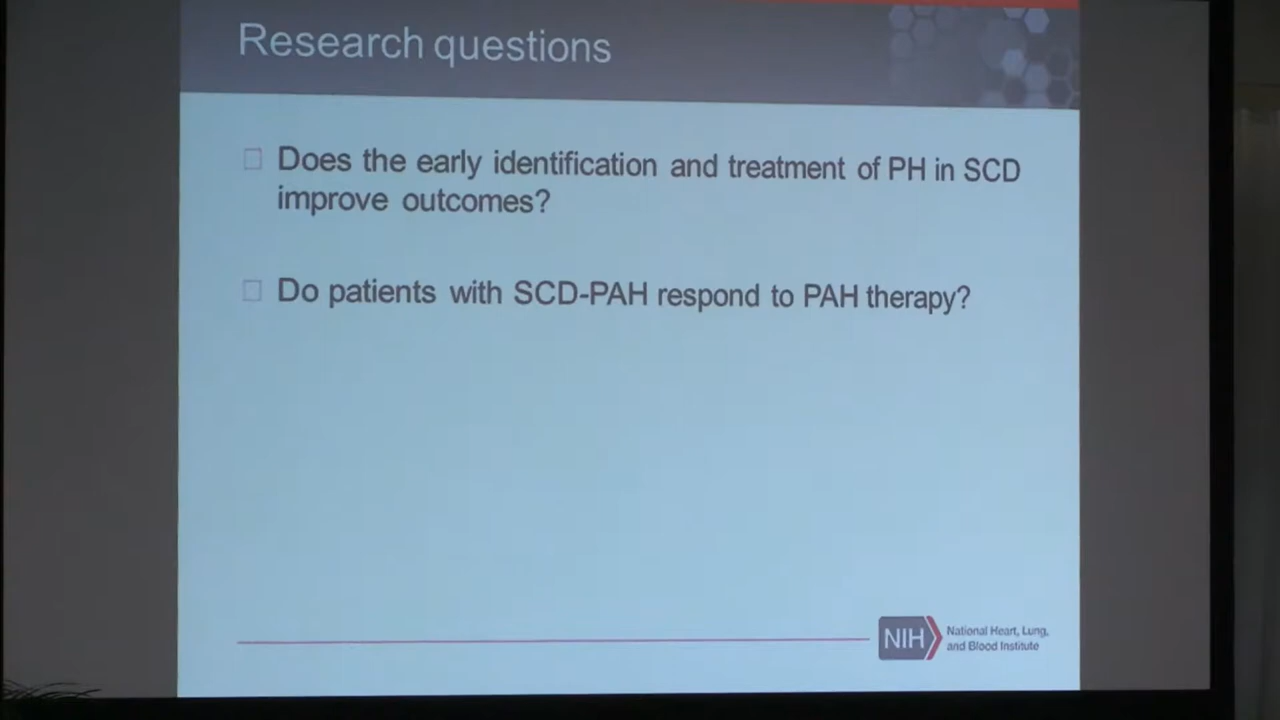 Research questions
Does the early identification and treatment of PH in SCD
improve outcomes?
Do patients with SCD-PAH respond to PAH therapy?
NIH
National Heart, Lung,
and Blood Institute